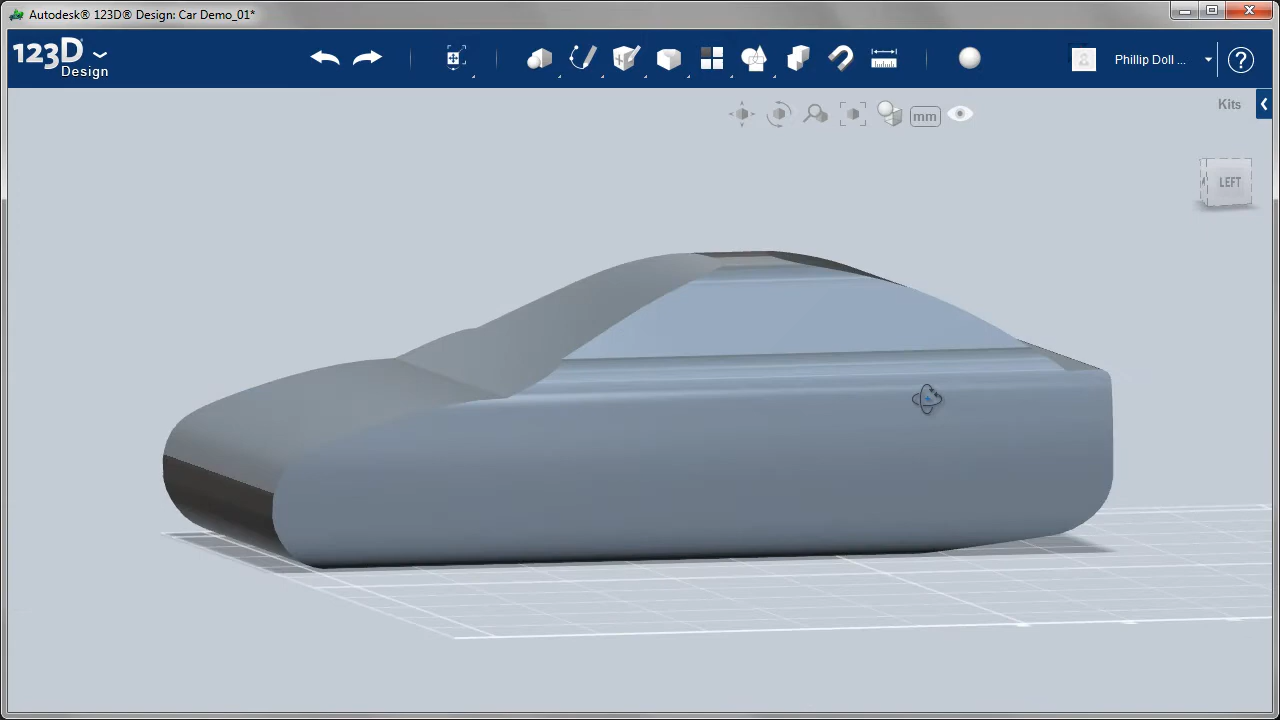 Autodesk® 123D® Design: Car Demo_01*
123D®
Design
Phillip Doll ...
?
mm
Kits
LEFT